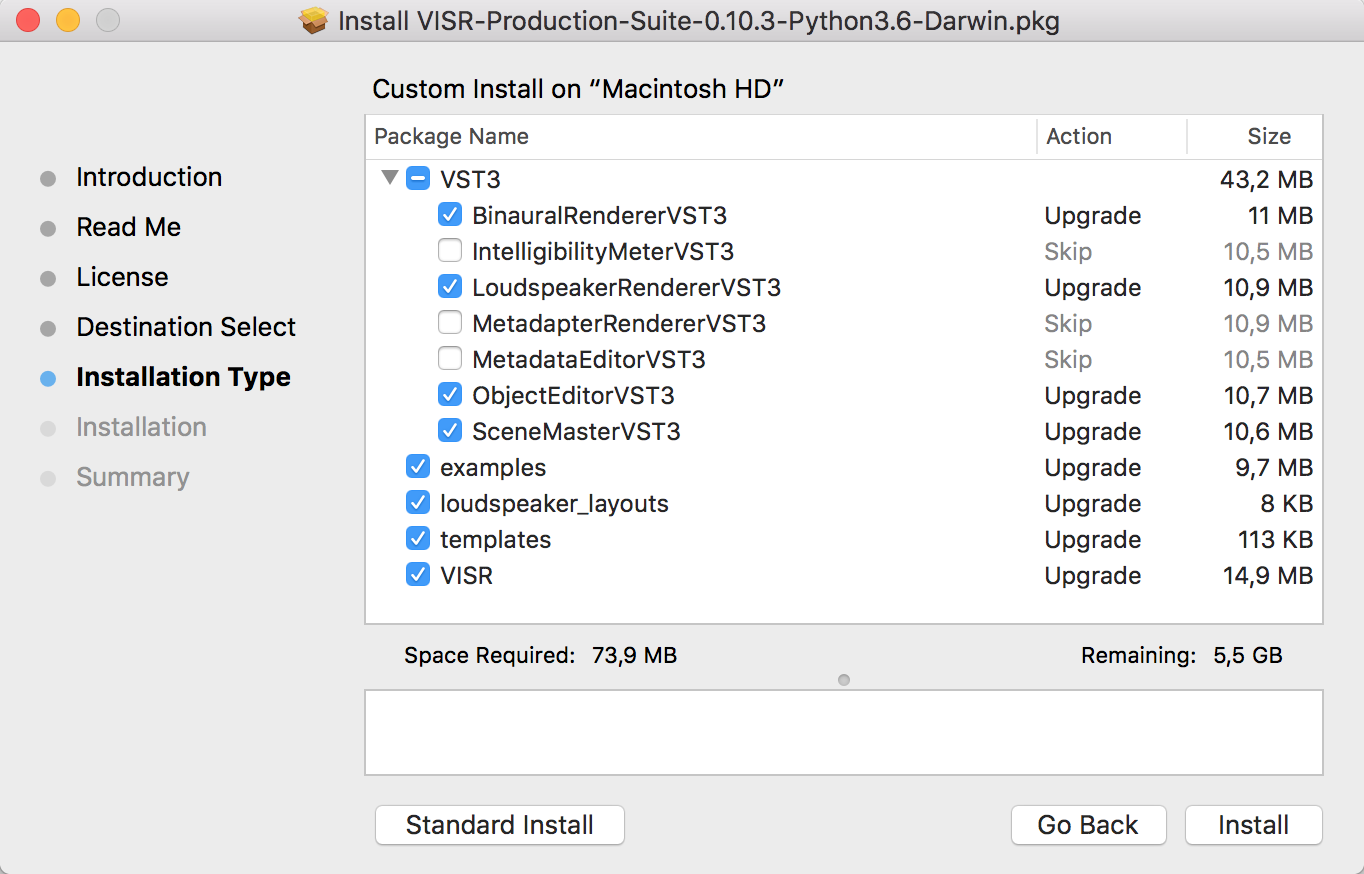 Install VISR-Production-Suite-0.10.3-Python3.6-Darwin.pkg
Introduction
Read Me
License
Destination Select
Installation Type
Installation
Summary
Custom Install on “Macintosh HD”
Package Name Action Size
VST3 43,2 MB
BinauralRendererVST3 Upgrade 11 MB
IntelligibilityMeterVST3 Skip 10,5 MB
LoudspeakerRendererVST3 Upgrade 10,9 MB
MetadapterRendererVST3 Skip 10,9 MB
MetadataEditorVST3 Skip 10,5 MB
ObjectEditorVST3 Upgrade 10,7 MB
SceneMasterVST3 Upgrade 10,6 MB
examples Upgrade 9,7 MB
loudspeaker_layouts Upgrade 8 KB
templates Upgrade 113 KB
VISR Upgrade 14,9 MB
Space Required: 73,9 MB Remaining: 5,5 GB
Standard Install Go Back Install